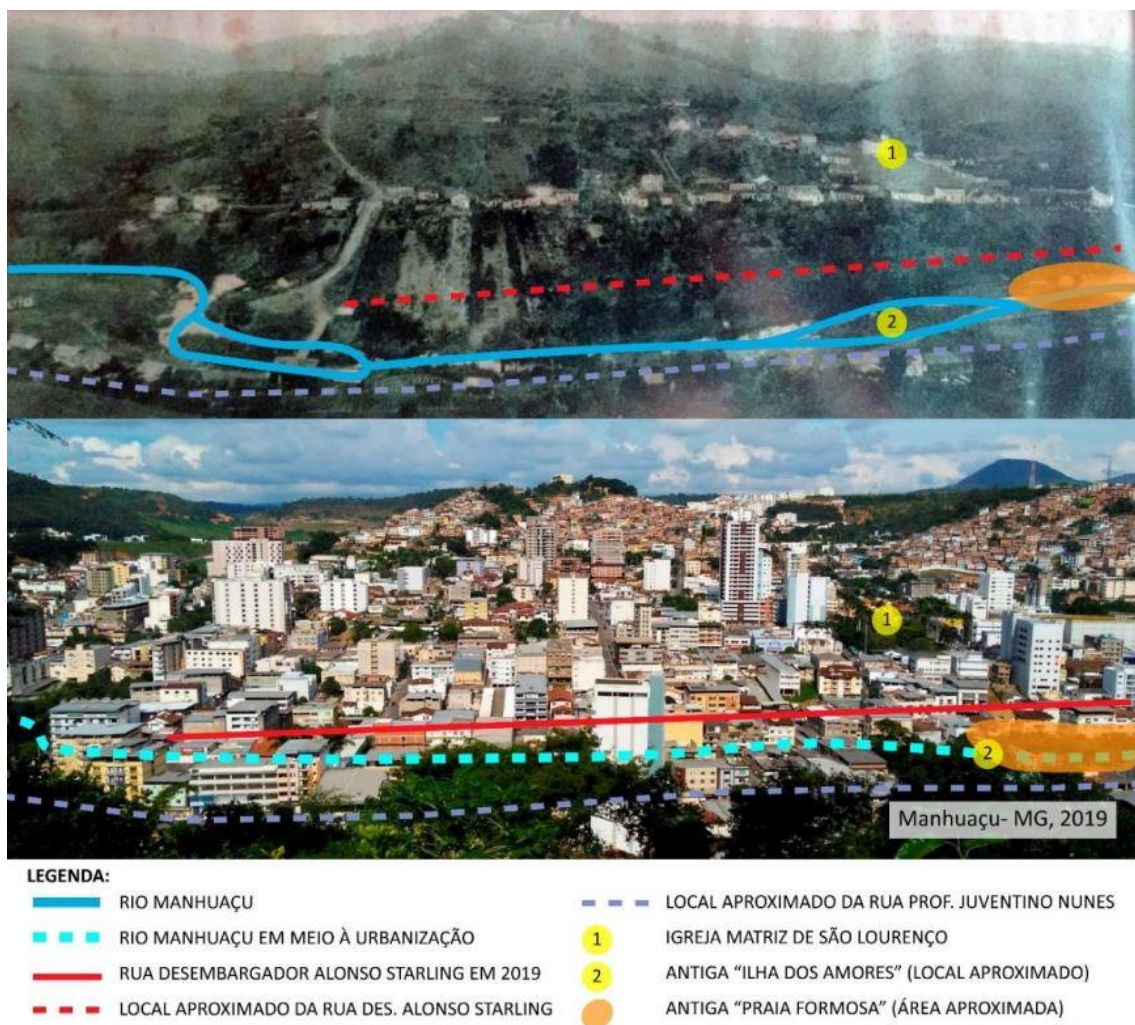 1
2
1
2
Manhuaçu- MG, 2019
LEGENDA:
RIO MANHUAÇU
RIO MANHUAÇU EM MEIO À URBANIZAÇÃO
RUA DESEMBARGADOR ALONSO STARLING EM 2019
LOCAL APROXIMADO DA RUA DES. ALONSO STARLING
LOCAL APROXIMADO DA RUA PROF. JUVENTINO NUNES
1 IGREJA MATRIZ DE SÃO LOURENÇO
2 ANTIGA “ILHA DOS AMORES” (LOCAL APROXIMADO)
ANTIGA “PRAIA FORMOSA” (ÁREA APROXIMADA)